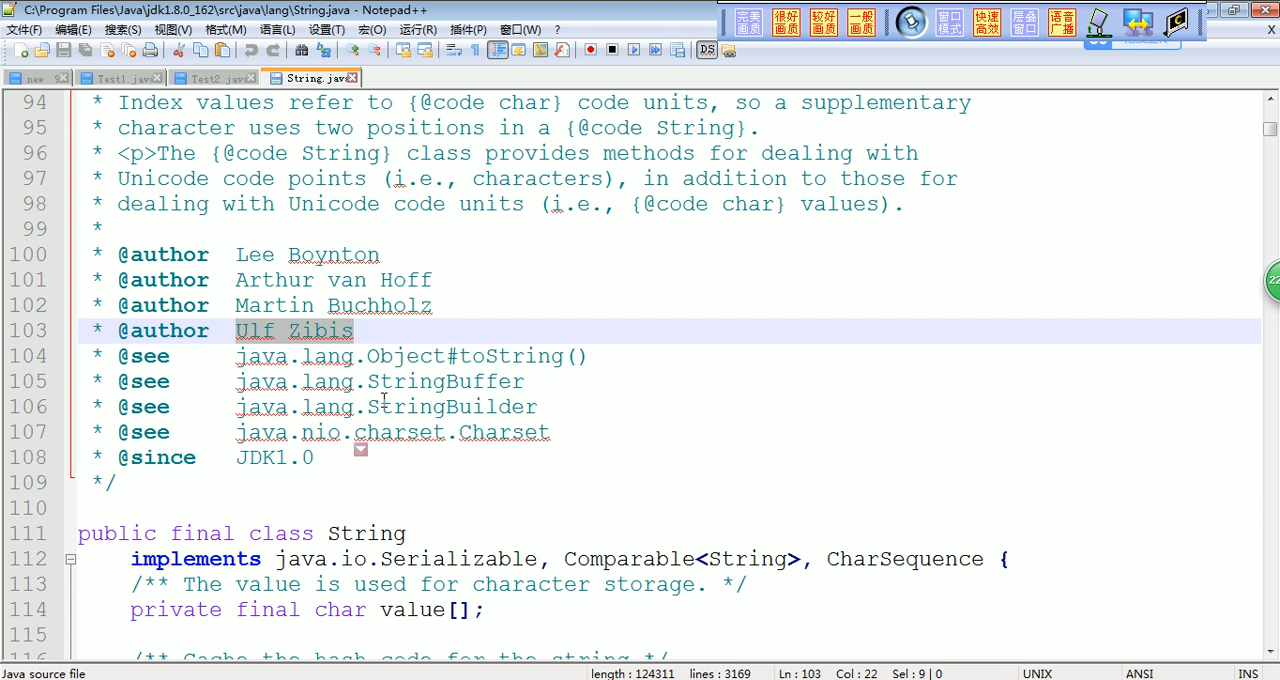 C:\Program Files\Java\jdk1.8.0_162\src\java\lang\String.java - Notepad++
完美画质 很好画质 较好画质 一般画质 窗口模式 快速高效 层叠窗口 语音广播
文件(F) 编辑(E) 搜索(S) 视图(V) 格式(M) 语言(L) 设置(T) 宏(O) 运行(R) 插件(P) 窗口(W) ? X
new Test1.java Test2.java String.java
94 * Index values refer to {@code char} code units, so a supplementary
95 * character uses two positions in a {@code String}.
96 * <p>The {@code String} class provides methods for dealing with
97 * Unicode code points (i.e., characters), in addition to those for
98 * dealing with Unicode code units (i.e., {@code char} values).
99 *
100 * @author Lee Boynton
101 * @author Arthur van Hoff
102 * @author Martin Buchholz
103 * @author Ulf Zibis
104 * @see java.lang.Object#toString()
105 * @see java.lang.StringBuffer
106 * @see java.lang.StringBuilder
107 * @see java.nio.charset.Charset
108 * @since JDK1.0
109 */
110
111 public final class String
112 implements java.io.Serializable, Comparable<String>, CharSequence {
113 /** The value is used for character storage. */
114 private final char value[];
115
116 /** Cache the hash code for the string */
Java source file length : 124311 lines : 3169 Ln : 103 Col : 22 Sel : 9 | 0 UNIX ANSI INS